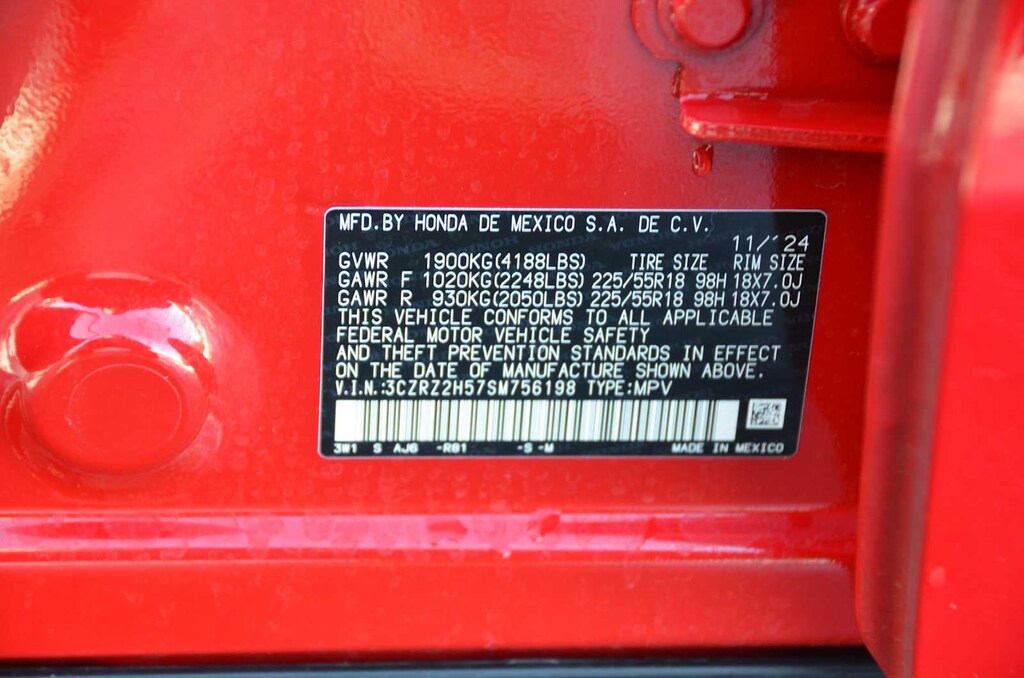 MFD.BY HONDA DE MEXICO S.A. DE C.V.
11/'24
GVWR 1900KG(4188LBS) TIRE SIZE RIM SIZE
GAWR F 1020KG(2248LBS) 225/55R18 98H 18X7.0J
GAWR R 930KG(2050LBS) 225/55R18 98H 18X7.0J
THIS VEHICLE CONFORMS TO ALL APPLICABLE
FEDERAL MOTOR VEHICLE SAFETY
AND THEFT PREVENTION STANDARDS IN EFFECT
ON THE DATE OF MANUFACTURE SHOWN ABOVE.
V.I.N.:3CZRZ2H57SM756198 TYPE:MPV
3W1 S AJ6 -R81 -S -M MADE IN MEXICO